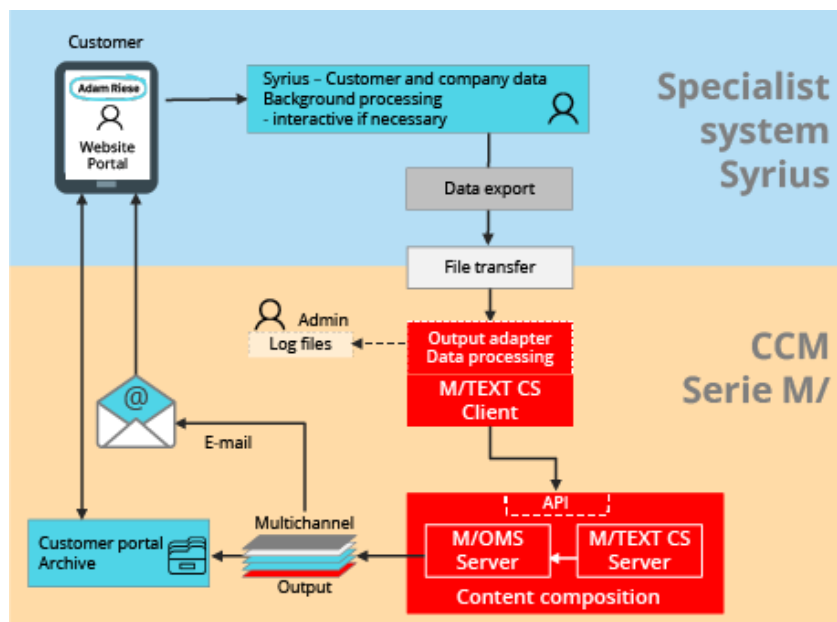 Customer
Adam Riese
Website
Portal
Syrius – Customer and company data
Background processing
- interactive if necessary
Specialist
system
Syrius
Data export
File transfer
Admin
Log files
Output adapter
Data processing
M/TEXT CS
Client
CCM
Serie M/
@
E-mail
API
M/OMS
Server
M/TEXT CS
Server
Content composition
Multichannel
Output
Customer portal
Archive